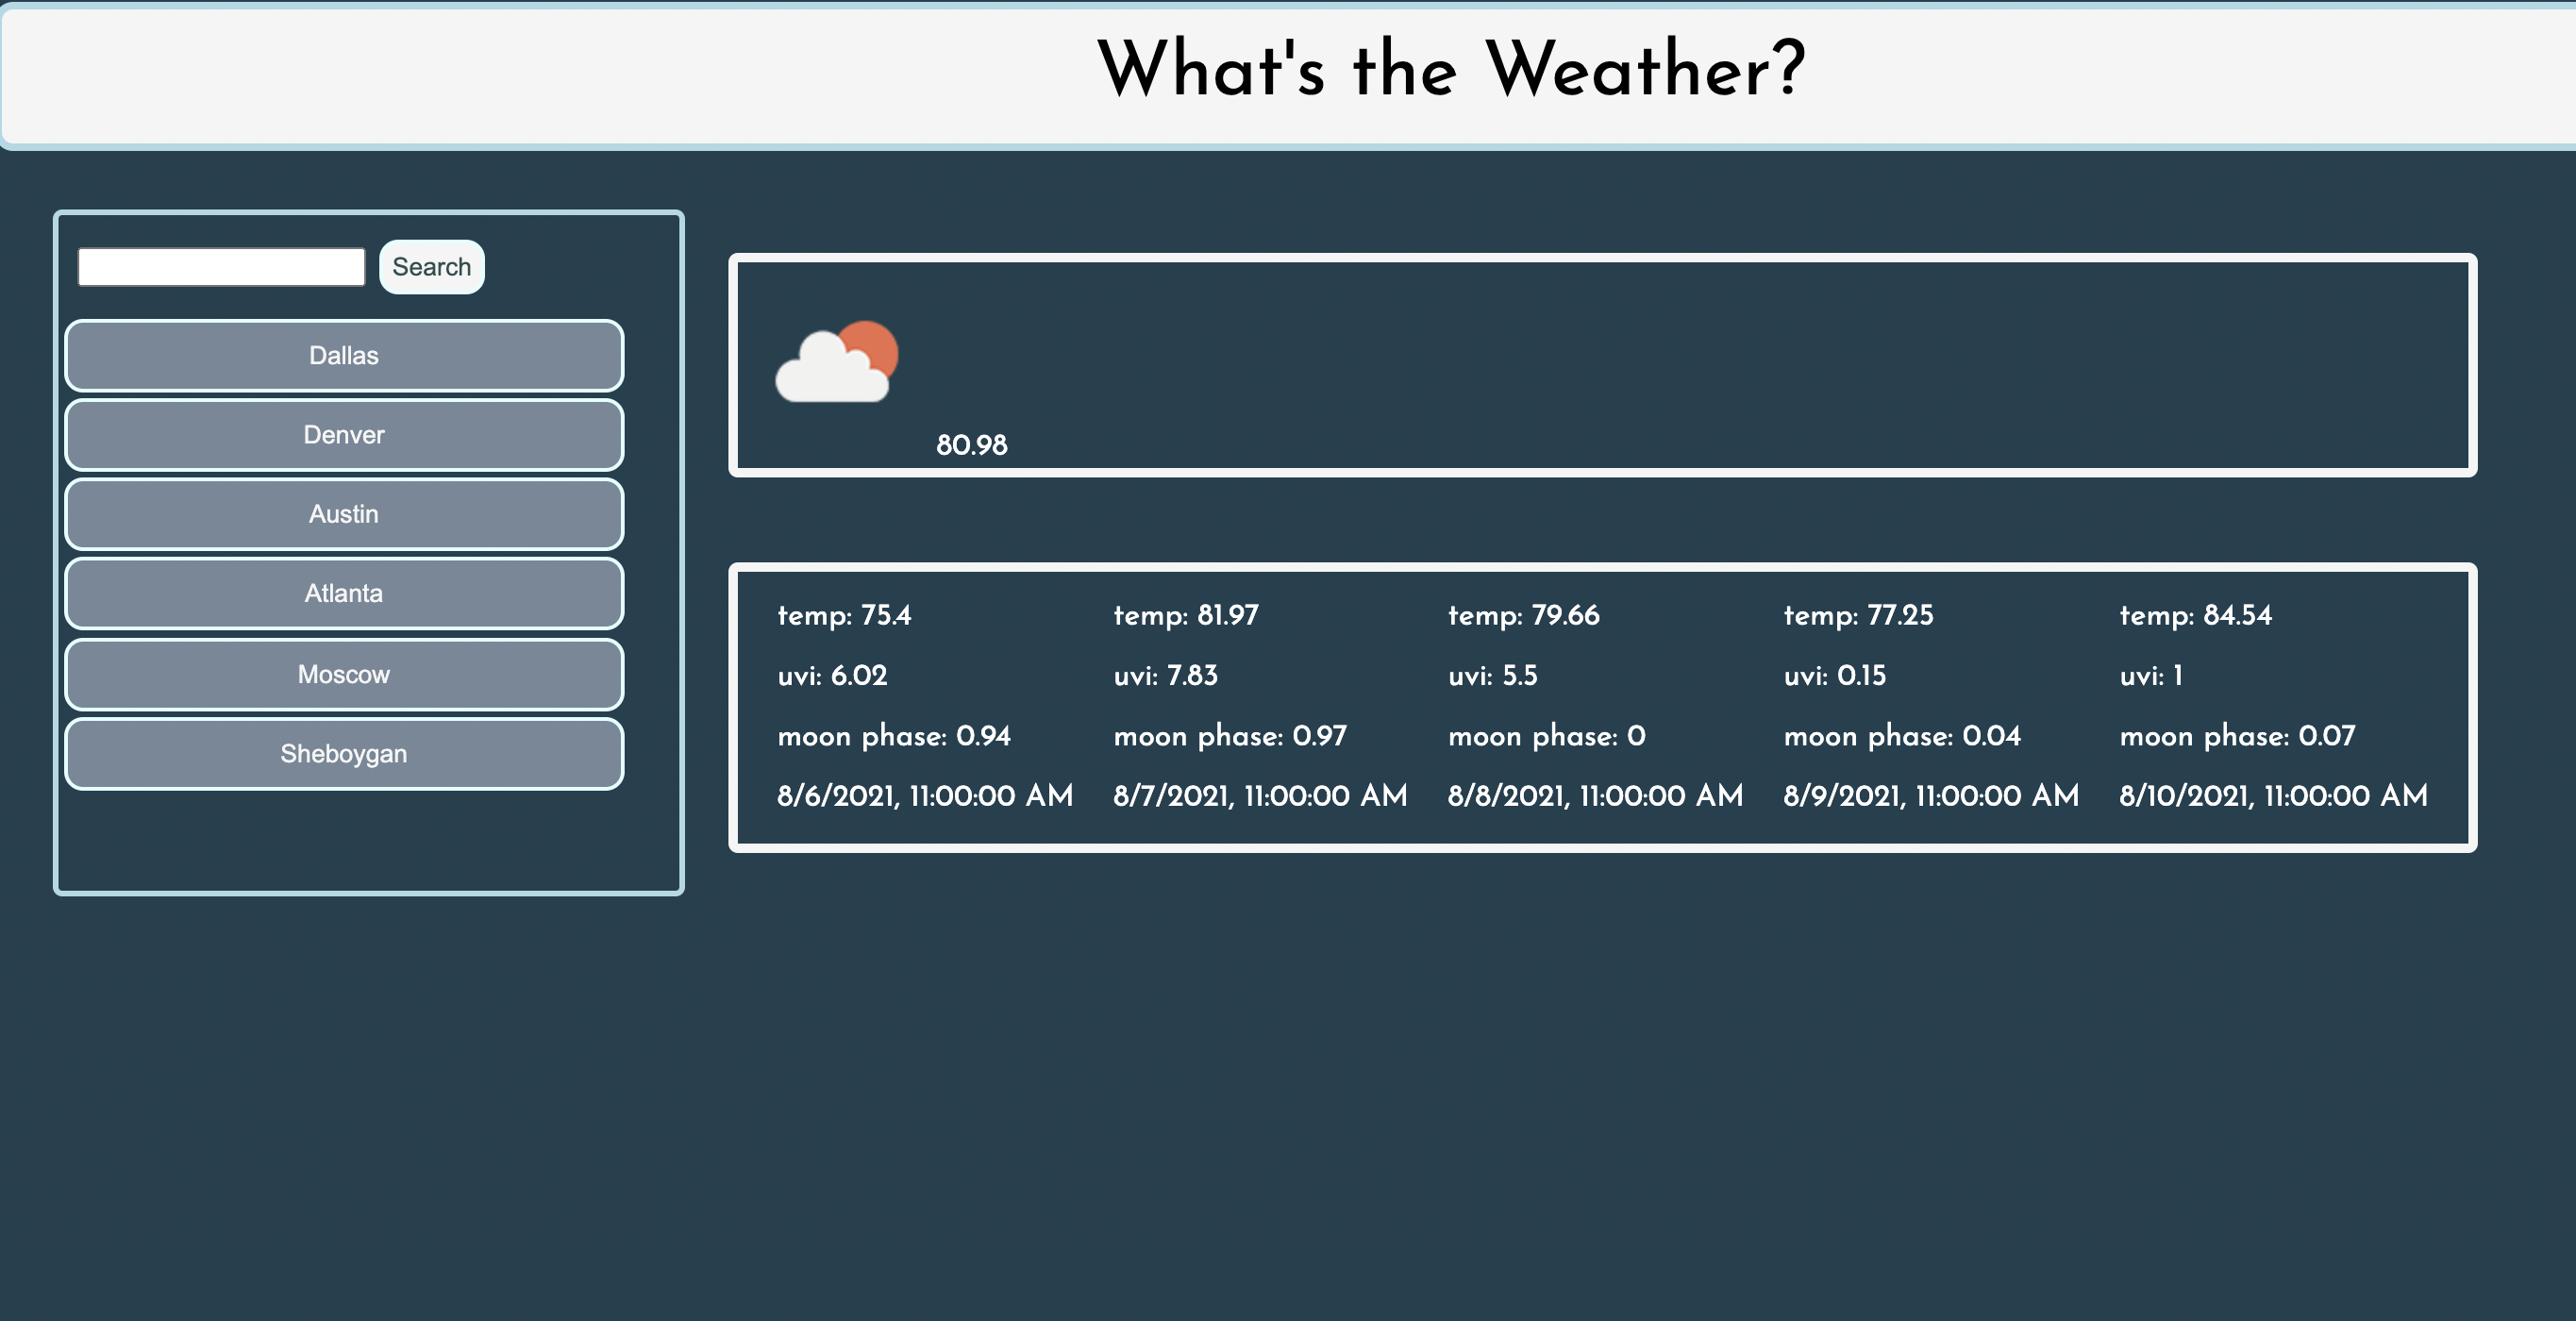 What's the Weather?
Search
Dallas
Denver
Austin
Atlanta
Moscow
Sheboygan
80.98
temp: 75.4 temp: 81.97 temp: 79.66 temp: 77.25 temp: 84.54
uvi: 6.02 uvi: 7.83 uvi: 5.5 uvi: 0.15 uvi: 1
moon phase: 0.94 moon phase: 0.97 moon phase: 0 moon phase: 0.04 moon phase: 0.07
8/6/2021, 11:00:00 AM 8/7/2021, 11:00:00 AM 8/8/2021, 11:00:00 AM 8/9/2021, 11:00:00 AM 8/10/2021, 11:00:00 AM